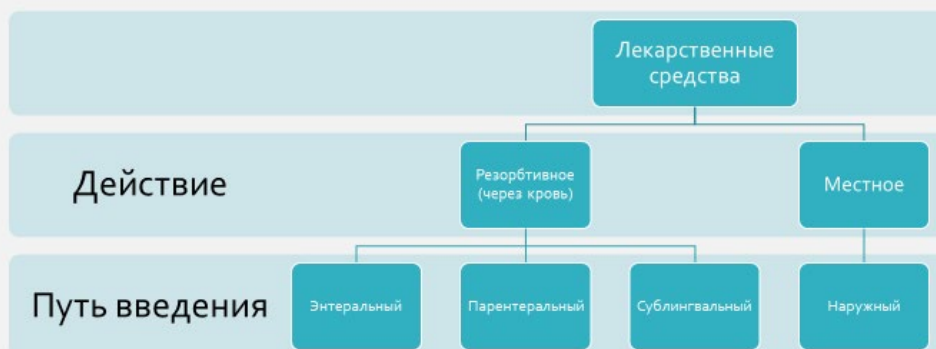 Лекарственные
средства
Действие
Резорбтивное
(через кровь)
Местное
Путь введения
Энтеральный
Парентеральный
Сублингвальный
Наружный